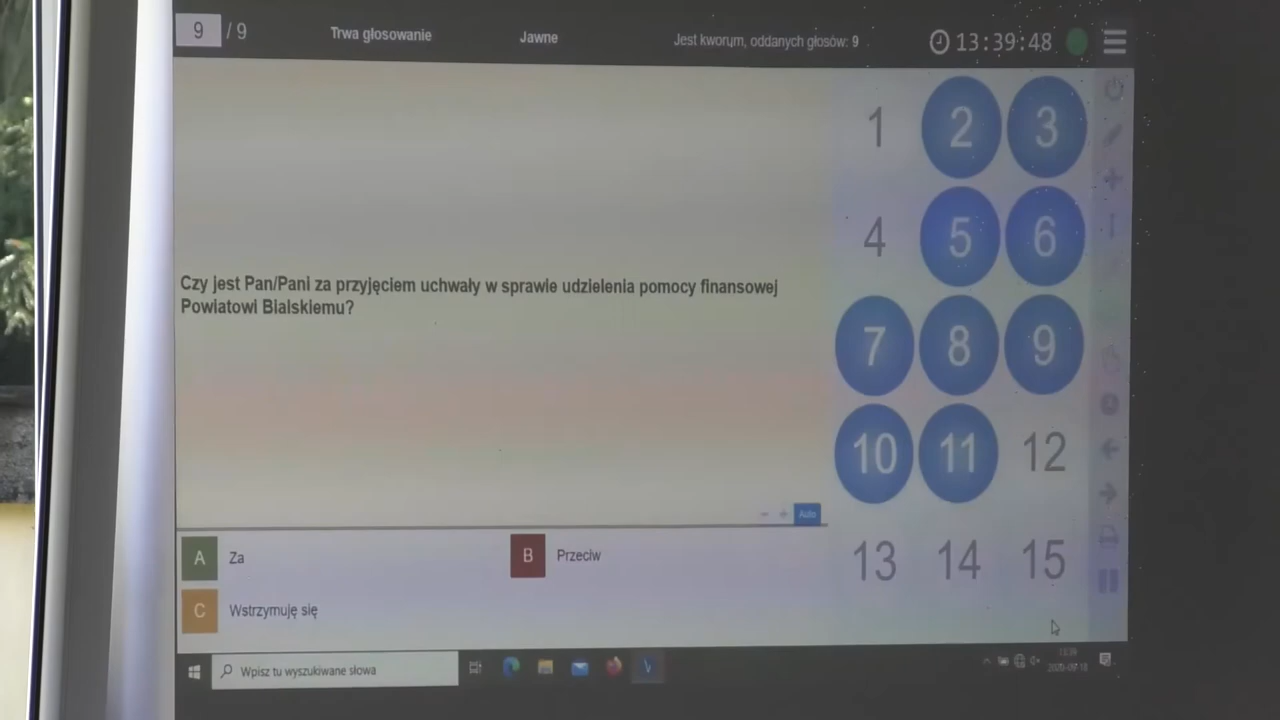 9 / 9 Trwa głosowanie Jawne Jest kworum, oddanych głosów: 9 13:39:48
1 2 3
4 5 6
Czy jest Pan/Pani za przyjęciem uchwały w sprawie udzielenia pomocy finansowej
Powiatowi Bialskiemu?
7 8 9
10 11 12
Auto
A Za B Przeciw
13 14 15
C Wstrzymuję się
Wpisz tu wyszukiwane słowa